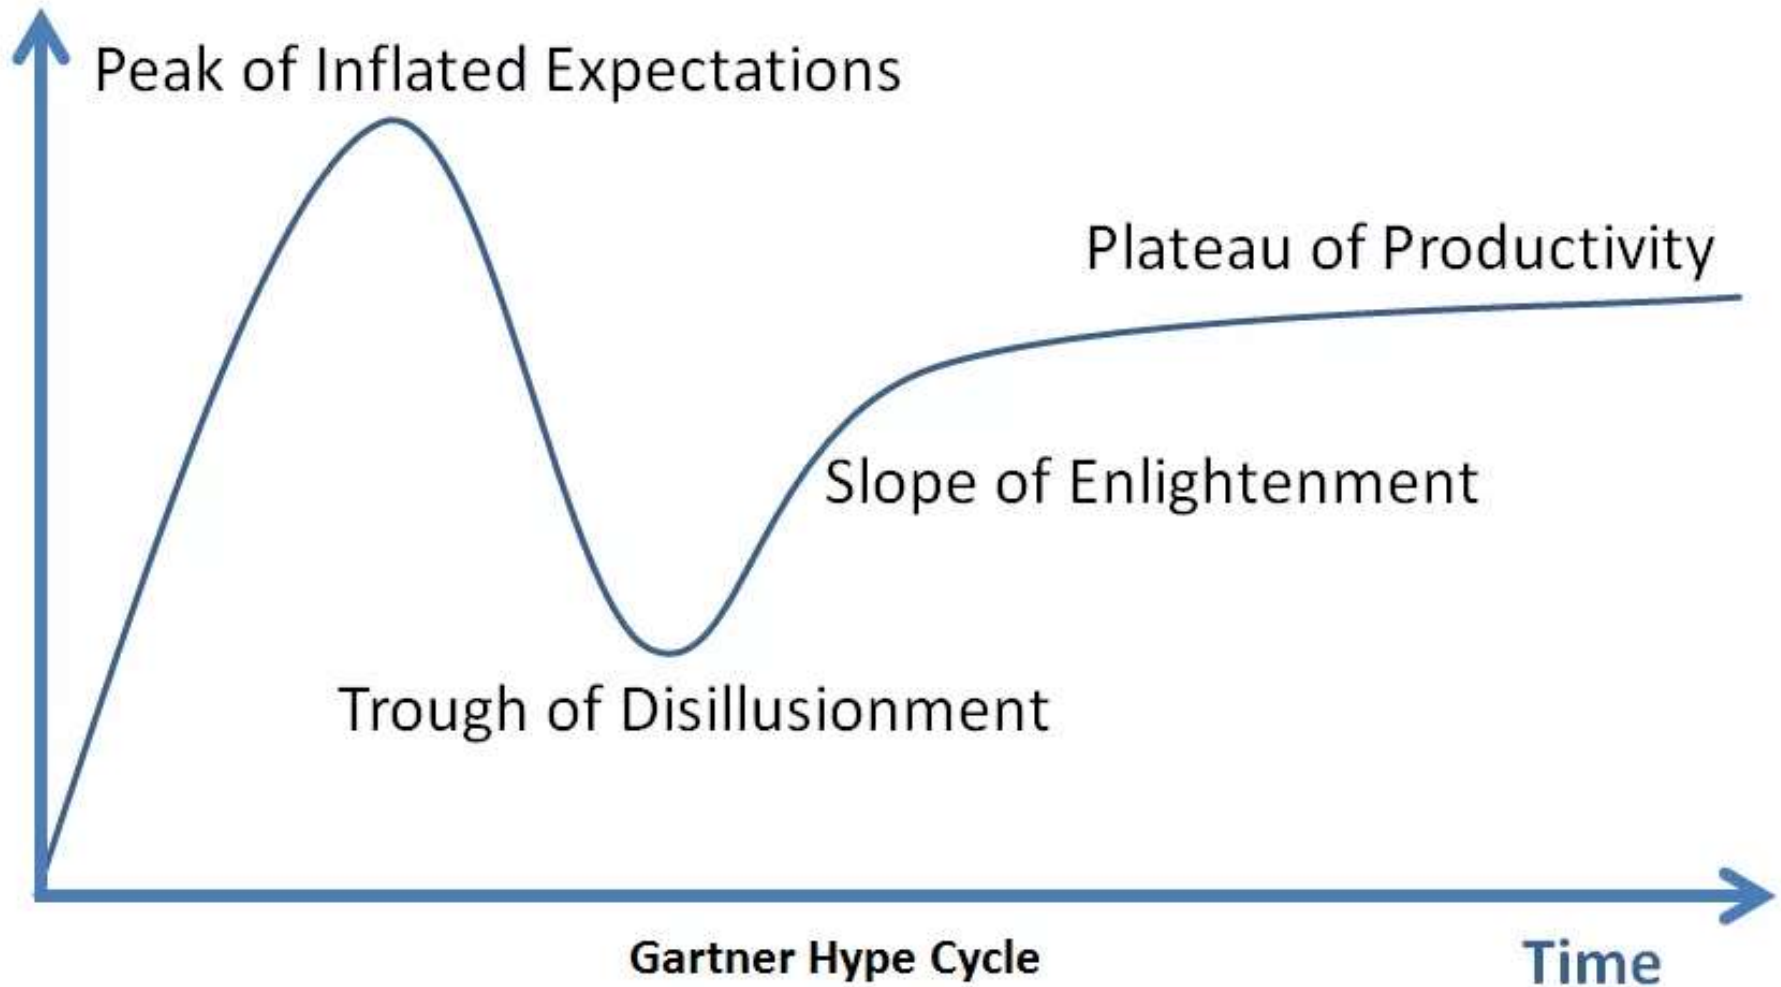 Peak of Inflated Expectations
Plateau of Productivity
Slope of Enlightenment
Trough of Disillusionment
Gartner Hype Cycle
Time